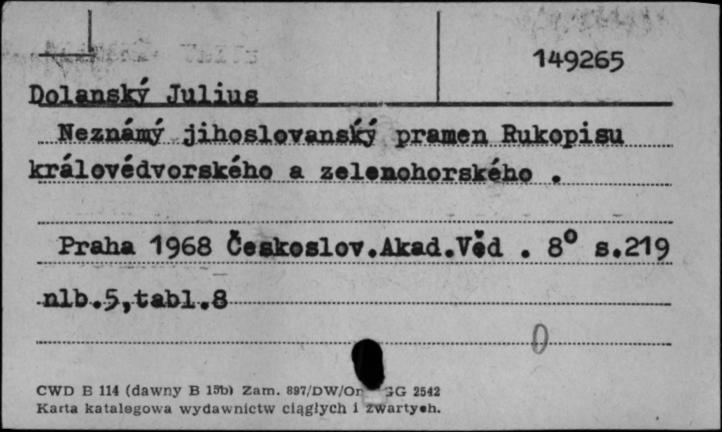 149265
Dolanský Julius
Neznámý jihoslovanský pramen Rukopisu
královédvorského a zelenohorského .
Praha 1968 Českoslov.Akad.Věd . 8° s.219
nlb.5,tabl.8
0
CWD B 114 (dawny B 15b) Zam. 897/DW/Or GG 2542
Karta katalogowa wydawnictw ciągłych i zwartych.